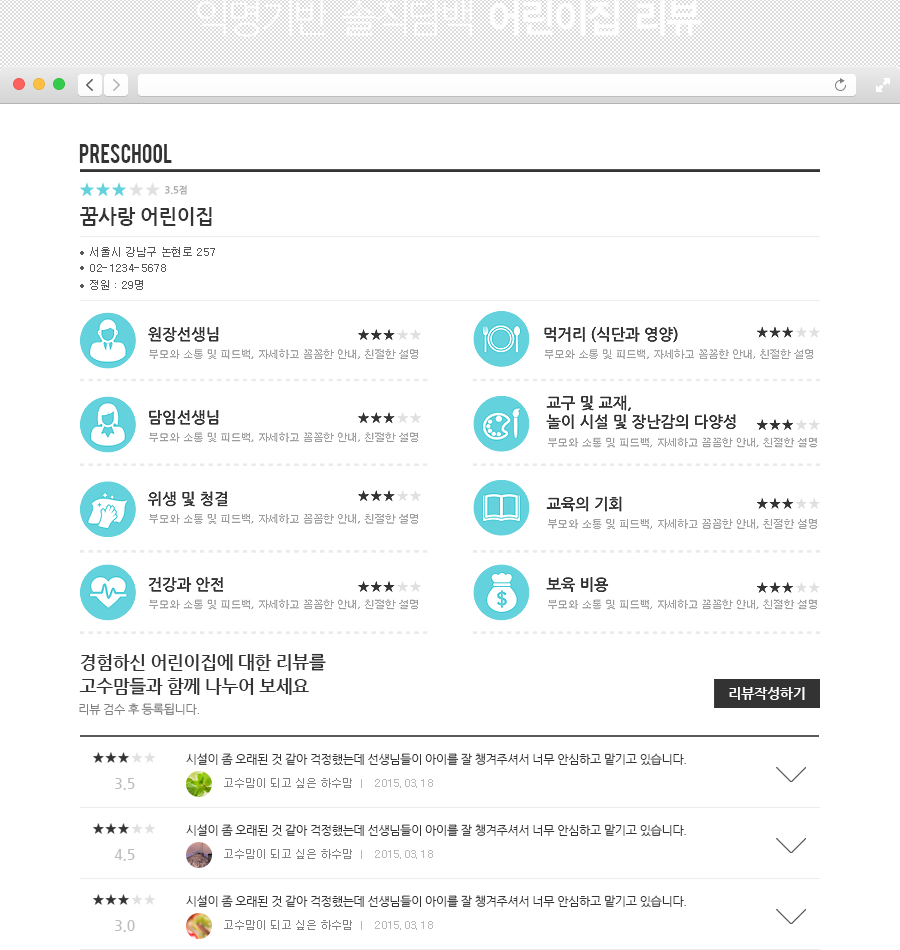 익명기반 솔직담백 어린이집 리뷰
PRESCHOOL
3.5점
꿈사랑 어린이집
• 서울시 강남구 논현로 257
• 02-1234-5678
• 정원 : 29명
원장선생님
부모와 소통 및 피드백, 자세하고 꼼꼼한 안내, 친절한 설명
먹거리 (식단과 영양)
부모와 소통 및 피드백, 자세하고 꼼꼼한 안내, 친절한 설명
담임선생님
부모와 소통 및 피드백, 자세하고 꼼꼼한 안내, 친절한 설명
교구 및 교재,
놀이 시설 및 장난감의 다양성
부모와 소통 및 피드백, 자세하고 꼼꼼한 안내, 친절한 설명
위생 및 청결
부모와 소통 및 피드백, 자세하고 꼼꼼한 안내, 친절한 설명
교육의 기회
부모와 소통 및 피드백, 자세하고 꼼꼼한 안내, 친절한 설명
건강과 안전
부모와 소통 및 피드백, 자세하고 꼼꼼한 안내, 친절한 설명
보육 비용
부모와 소통 및 피드백, 자세하고 꼼꼼한 안내, 친절한 설명
경험하신 어린이집에 대한 리뷰를
고수맘들과 함께 나누어 보세요
리뷰 검수 후 등록됩니다.
리뷰작성하기
시설이 좀 오래된 것 같아 걱정했는데 선생님들이 아이를 잘 챙겨주셔서 너무 안심하고 맡기고 있습니다.
3.5
고수맘이 되고 싶은 하수맘 | 2015.03.18
시설이 좀 오래된 것 같아 걱정했는데 선생님들이 아이를 잘 챙겨주셔서 너무 안심하고 맡기고 있습니다.
4.5
고수맘이 되고 싶은 하수맘 | 2015.03.18
시설이 좀 오래된 것 같아 걱정했는데 선생님들이 아이를 잘 챙겨주셔서 너무 안심하고 맡기고 있습니다.
3.0
고수맘이 되고 싶은 하수맘 | 2015.03.18